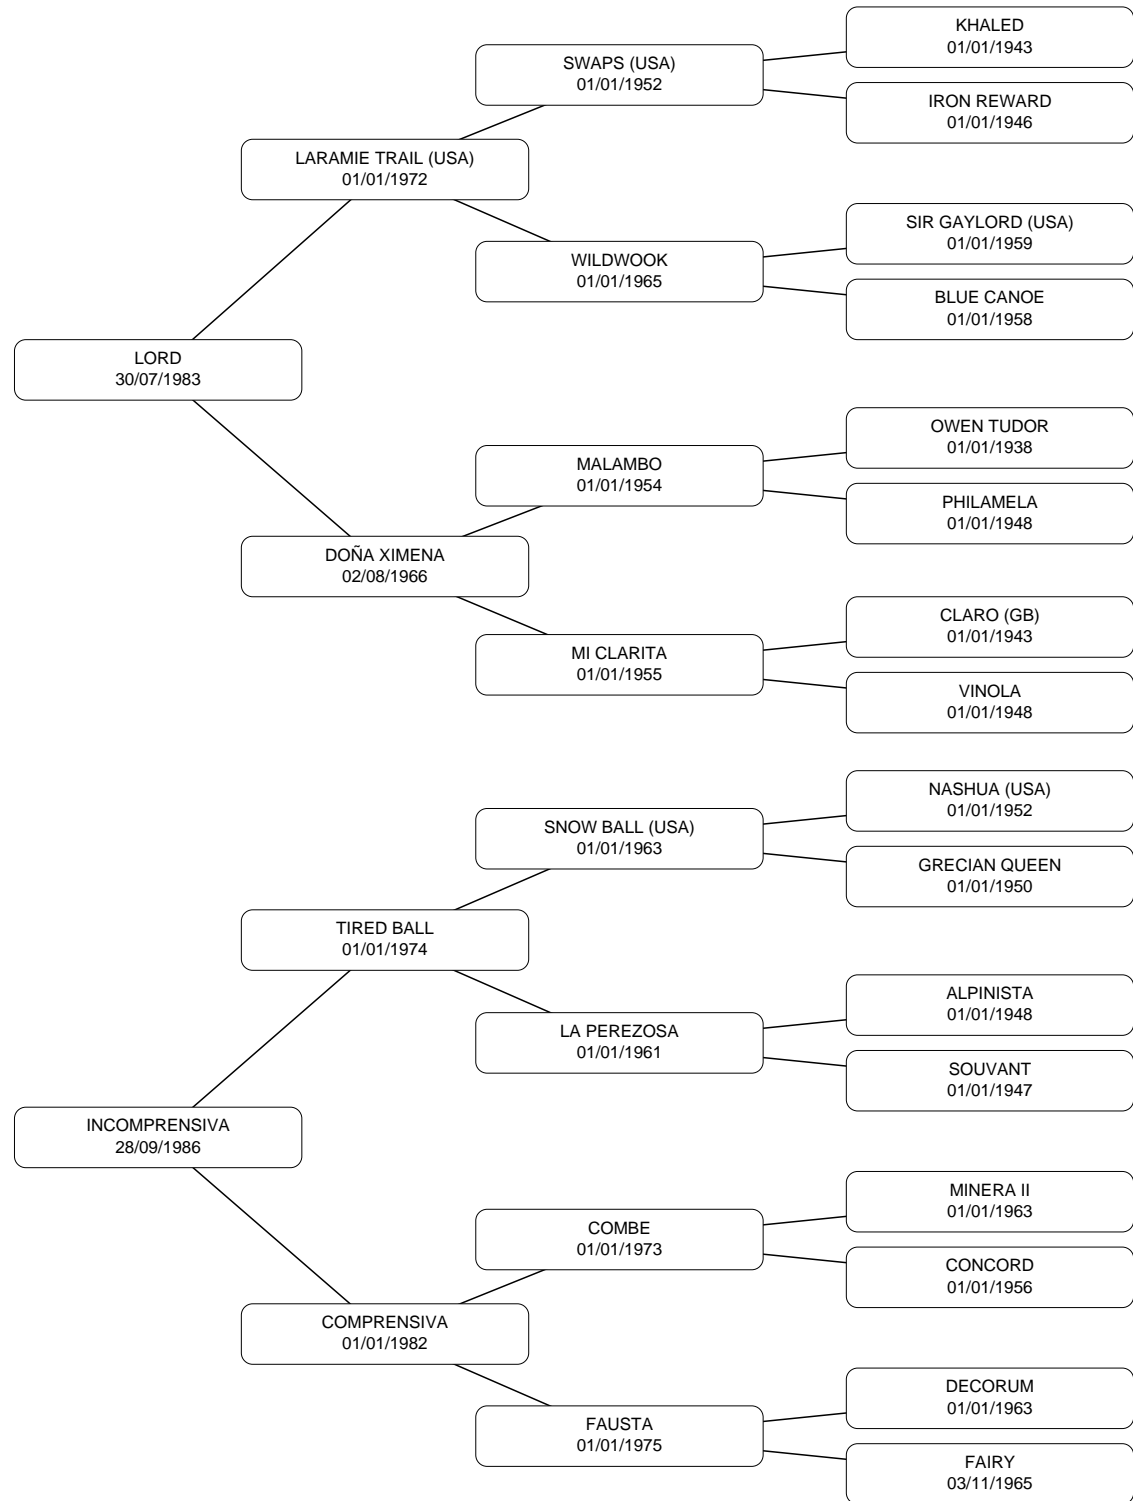 KHALED
01/01/1943
SWAPS (USA)
01/01/1952
IRON REWARD
01/01/1946
LARAMIE TRAIL (USA)
01/01/1972
SIR GAYLORD (USA)
01/01/1959
WILDWOOK
01/01/1965
BLUE CANOE
01/01/1958
LORD
30/07/1983
OWEN TUDOR
01/01/1938
MALAMBO
01/01/1954
PHILAMELA
01/01/1948
DOÑA XIMENA
02/08/1966
CLARO (GB)
01/01/1943
MI CLARITA
01/01/1955
VINOLA
01/01/1948
NASHUA (USA)
01/01/1952
SNOW BALL (USA)
01/01/1963
GRECIAN QUEEN
01/01/1950
TIRED BALL
01/01/1974
ALPINISTA
01/01/1948
LA PEREZOSA
01/01/1961
SOUVANT
01/01/1947
INCOMPRENSIVA
28/09/1986
MINERA II
01/01/1963
COMBE
01/01/1973
CONCORD
01/01/1956
COMPRENSIVA
01/01/1982
DECORUM
01/01/1963
FAUSTA
01/01/1975
FAIRY
03/11/1965